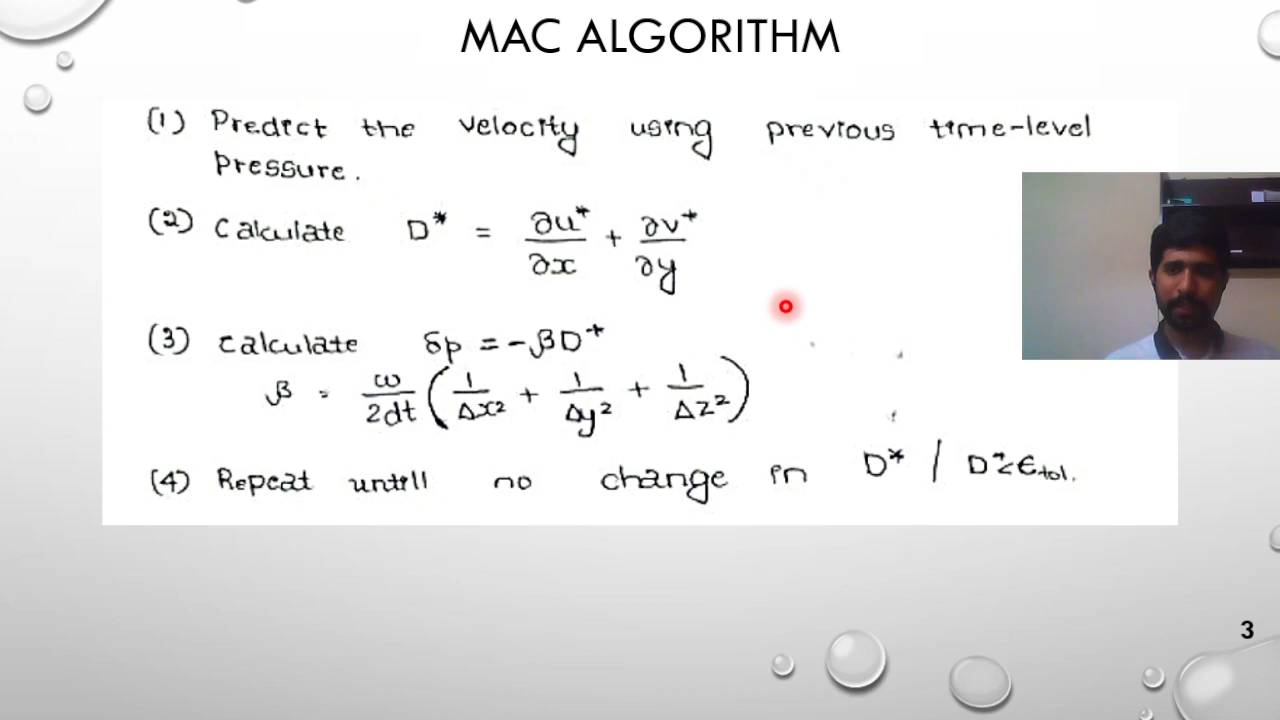 MAC ALGORITHM
(1) Predict the velocity using previous time-level
pressure.
(2) Calculate D* = ∂u*/∂x + ∂v*/∂y
(3) calculate δp = -βD*
β = ω/2dt (1/Δx² + 1/Δy² + 1/Δz²)
(4) Repeat untill no change in D* / D*<ϵtol.
3